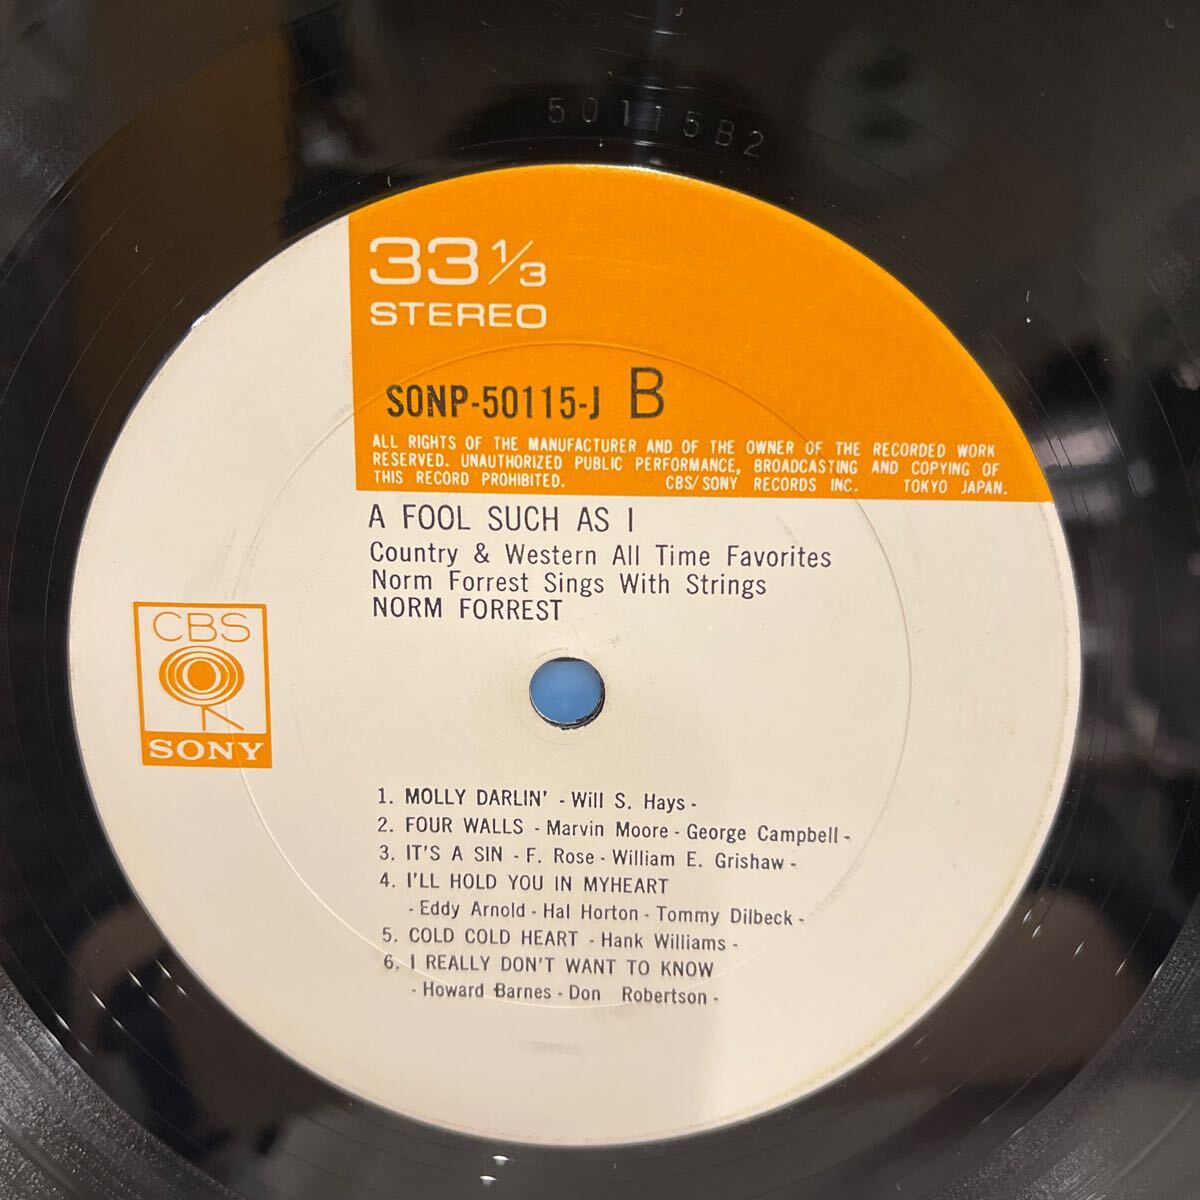 50115B2
33 1/3
STEREO
SONP-50115-J B
ALL RIGHTS OF THE MANUFACTURER AND OF THE OWNER OF THE RECORDED WORK
RESERVED. UNAUTHORIZED PUBLIC PERFORMANCE, BROADCASTING AND COPYING OF
THIS RECORD PROHIBITED. CBS/SONY RECORDS INC. TOKYO JAPAN.
A FOOL SUCH AS I
Country & Western All Time Favorites
Norm Forrest Sings With Strings
NORM FORREST
CBS
SONY
1. MOLLY DARLIN' - Will S. Hays -
2. FOUR WALLS - Marvin Moore - George Campbell -
3. IT'S A SIN - F. Rose - William E. Grishaw -
4. I'LL HOLD YOU IN MYHEART
- Eddy Arnold - Hal Horton - Tommy Dilbeck -
5. COLD COLD HEART - Hank Williams -
6. I REALLY DON'T WANT TO KNOW
- Howard Barnes - Don Robertson -